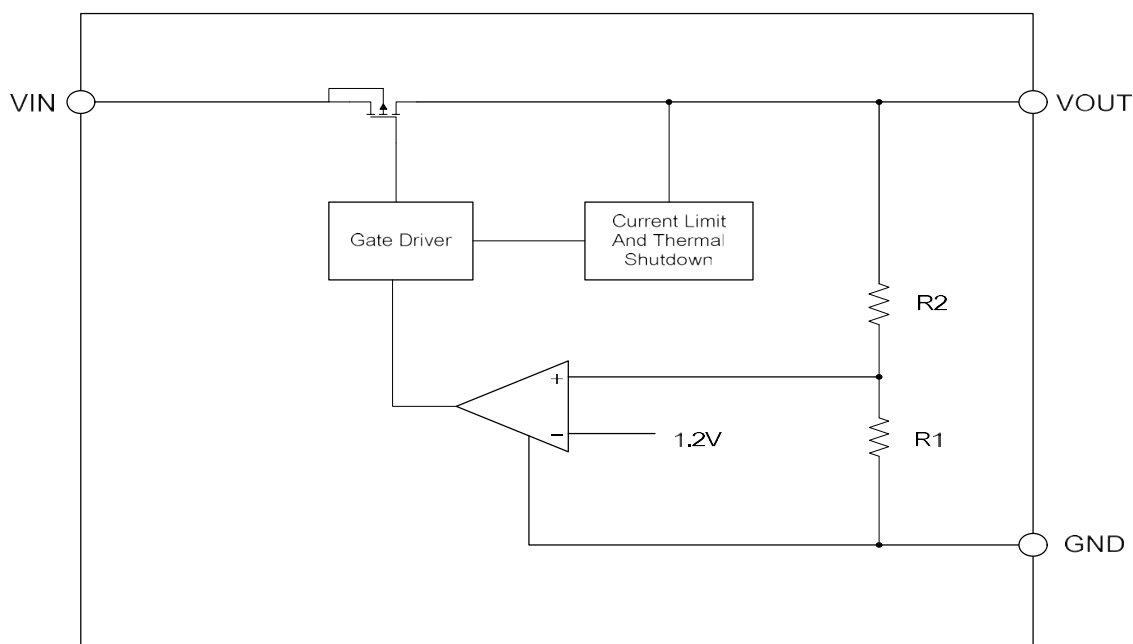 VIN
VOUT
Gate Driver
Current Limit
And Thermal
Shutdown
R2
+
−
1.2V
R1
GND